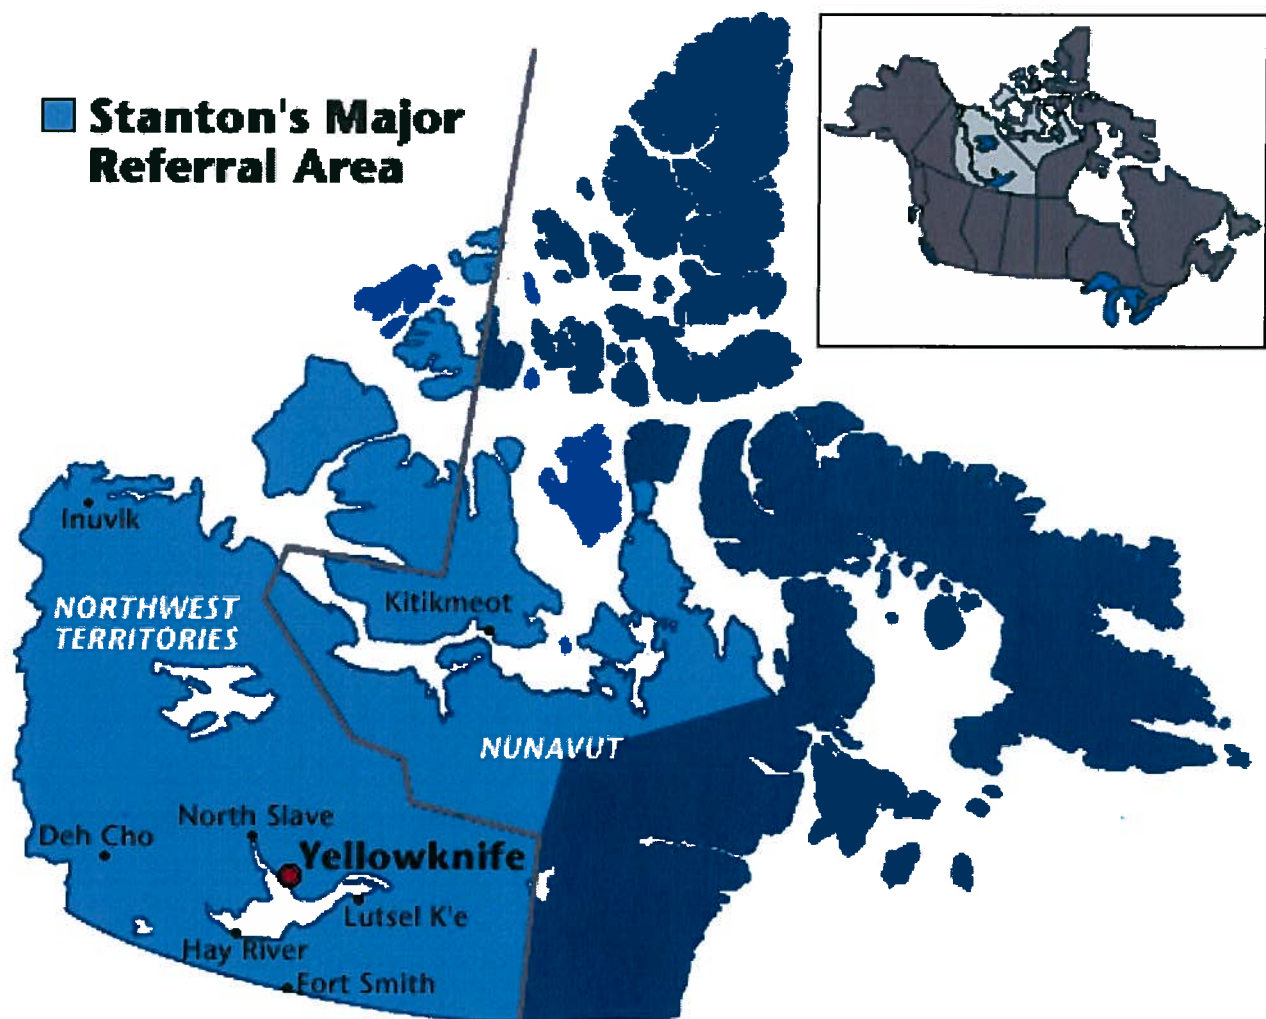 Stanton's Major
Referral Area
Inuvik
NORTHWEST
TERRITORIES
Kitikmeot
NUNAVUT
North Slave
Deh Cho
Yellowknife
Lutsel K'e
Hay River
Fort Smith